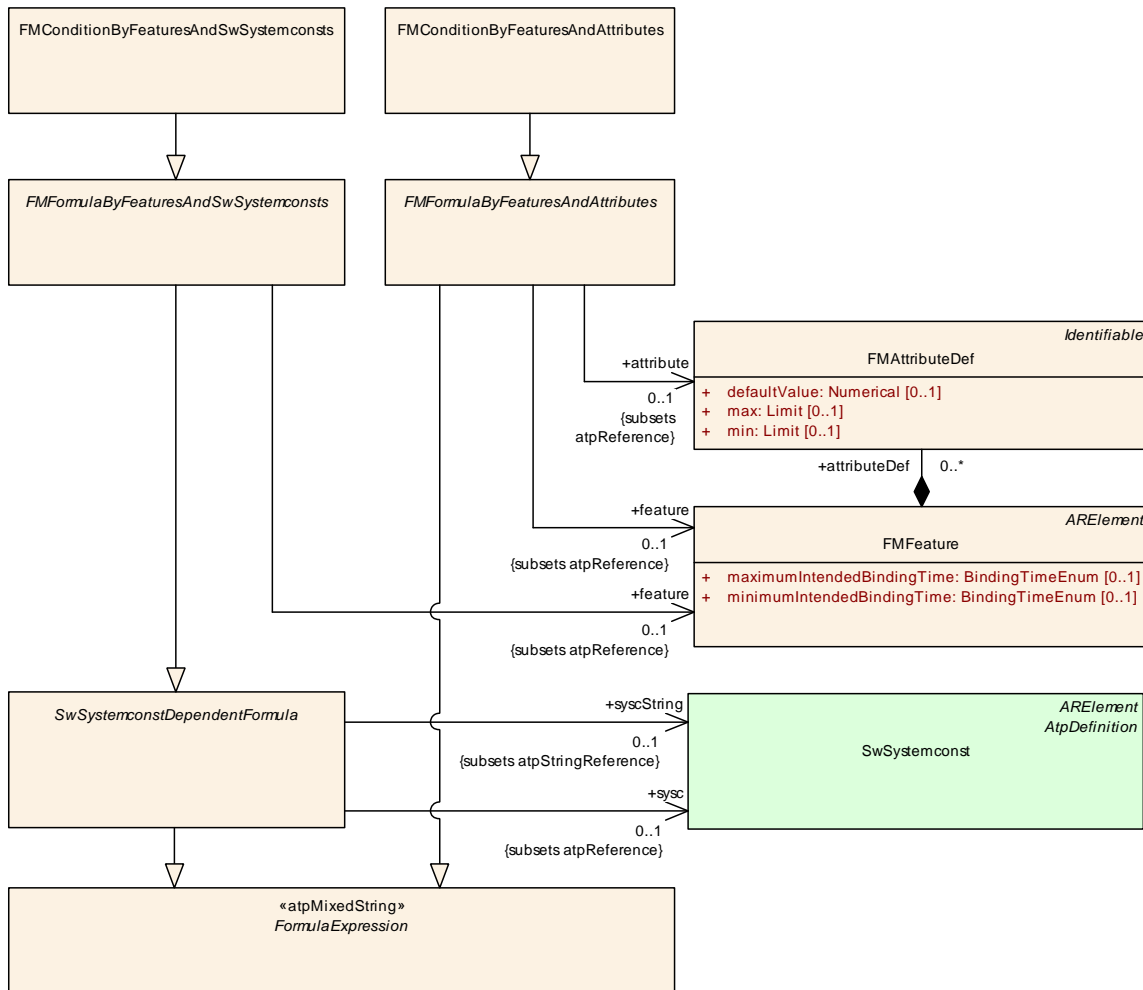 FMConditionByFeaturesAndSwSystemconsts
FMConditionByFeaturesAndAttributes
FMFormulaByFeaturesAndSwSystemconsts
FMFormulaByFeaturesAndAttributes
Identifiable
FMAttributeDef
+ defaultValue: Numerical [0..1]
+ max: Limit [0..1]
+ min: Limit [0..1]
+attribute
0..1
{subsets
atpReference}
+attributeDef 0..*
ARElement
FMFeature
+ maximumIntendedBindingTime: BindingTimeEnum [0..1]
+ minimumIntendedBindingTime: BindingTimeEnum [0..1]
+feature
0..1
{subsets atpReference}
+feature
0..1
{subsets atpReference}
SwSystemconstDependentFormula
+syscString
0..1
{subsets atpStringReference}
+sysc
0..1
{subsets atpReference}
ARElement
AtpDefinition
SwSystemconst
«atpMixedString»
FormulaExpression